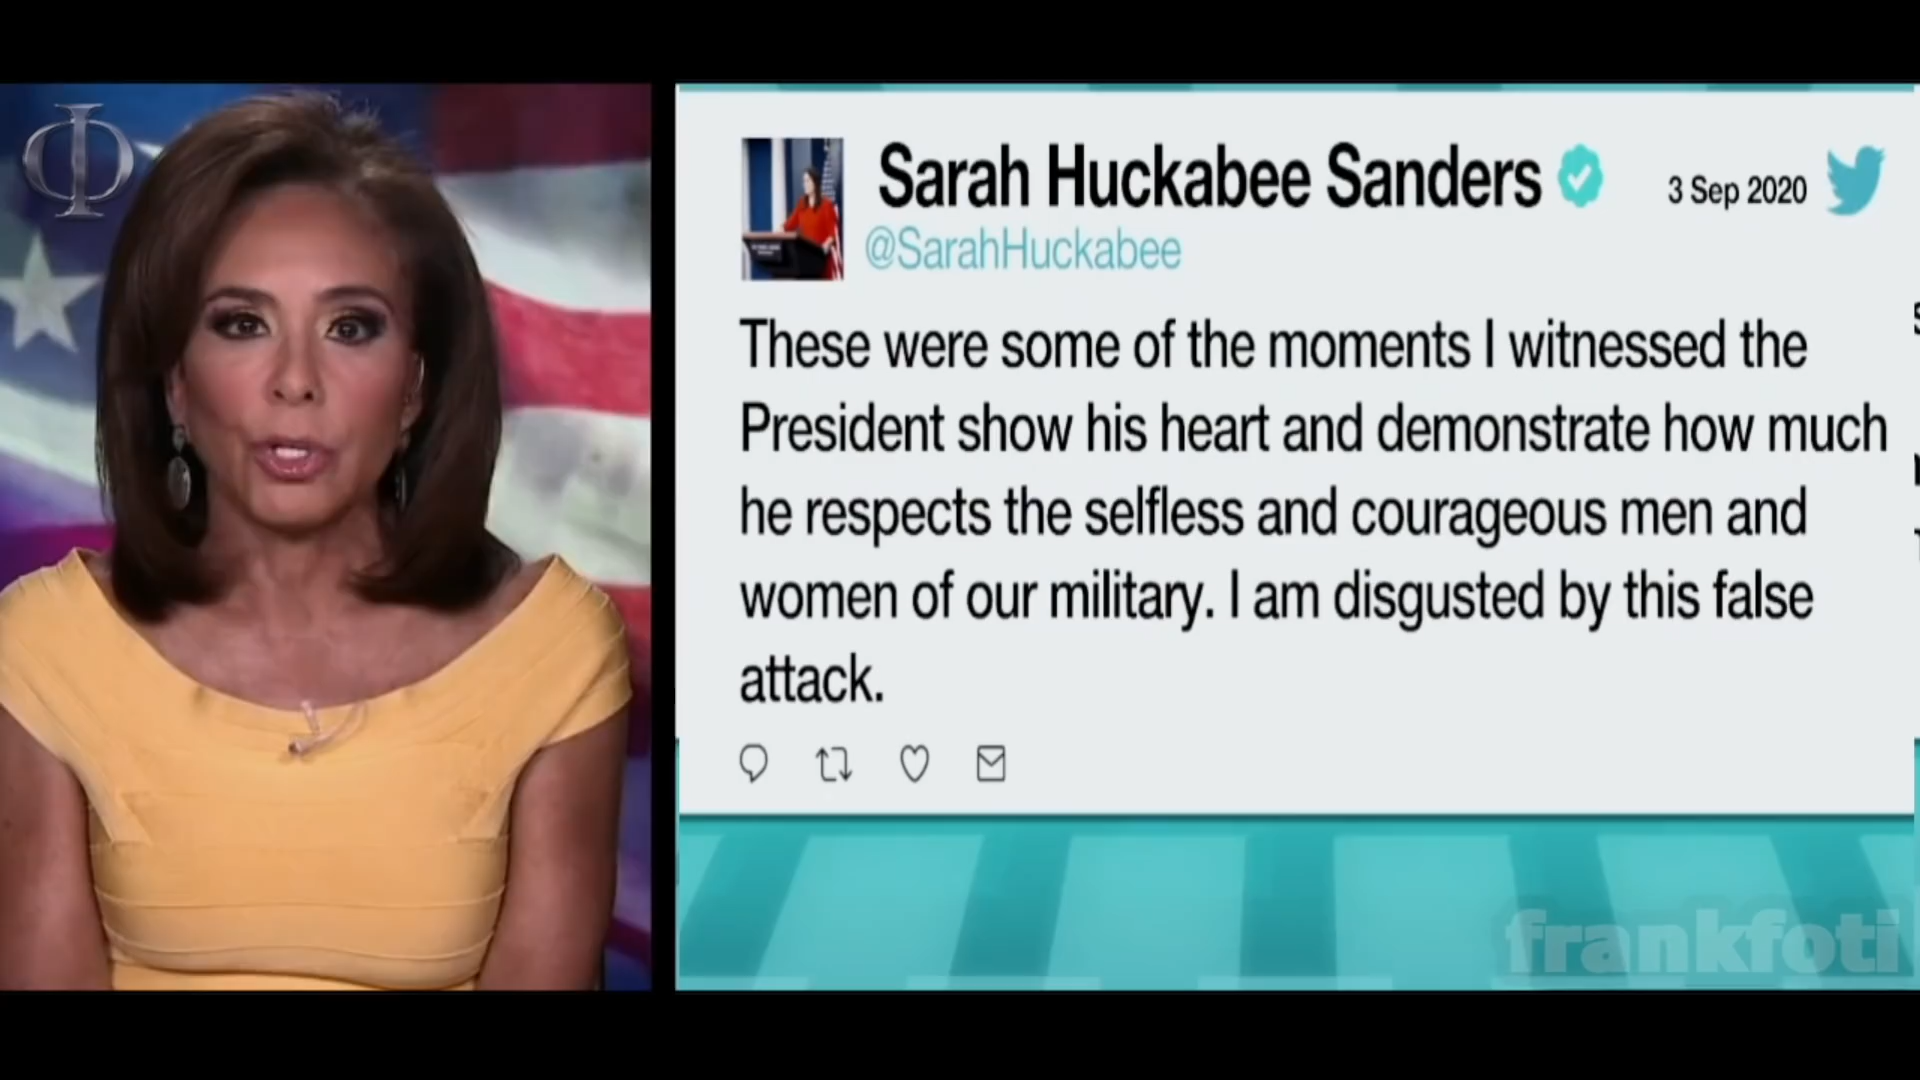 Sarah Huckabee Sanders
3 Sep 2020
@SarahHuckabee
These were some of the moments I witnessed the
President show his heart and demonstrate how much
he respects the selfless and courageous men and
women of our military. I am disgusted by this false
attack.
frankfoti